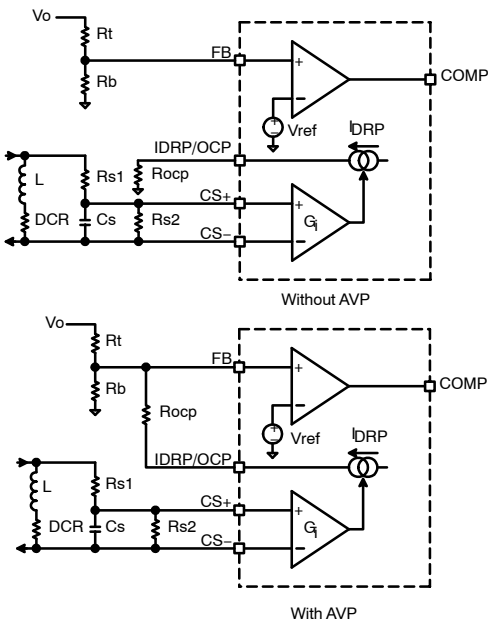 Vo
Rt
FB
+
COMP
Rb
−
+
−
Vref
IDRP/OCP
IDRP
Rs1
Rocp
L
CS+
+
DCR
Cs
Rs2
Gi
CS−
−
Without AVP
Vo
Rt
FB
+
COMP
Rb
−
Rocp
+
−
Vref
IDRP/OCP
IDRP
Rs1
L
CS+
+
DCR
Cs
Rs2
Gi
CS−
−
With AVP